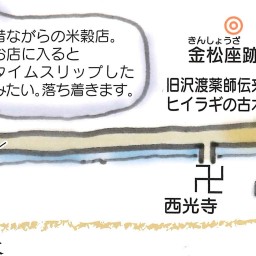 昔ながらの米穀店。
お店に入ると
タイムスリップした
みたい。落ち着きます。
きんしょうざ
金松座跡
旧沢渡薬師伝来
ヒイラギの古木
卍
西光寺